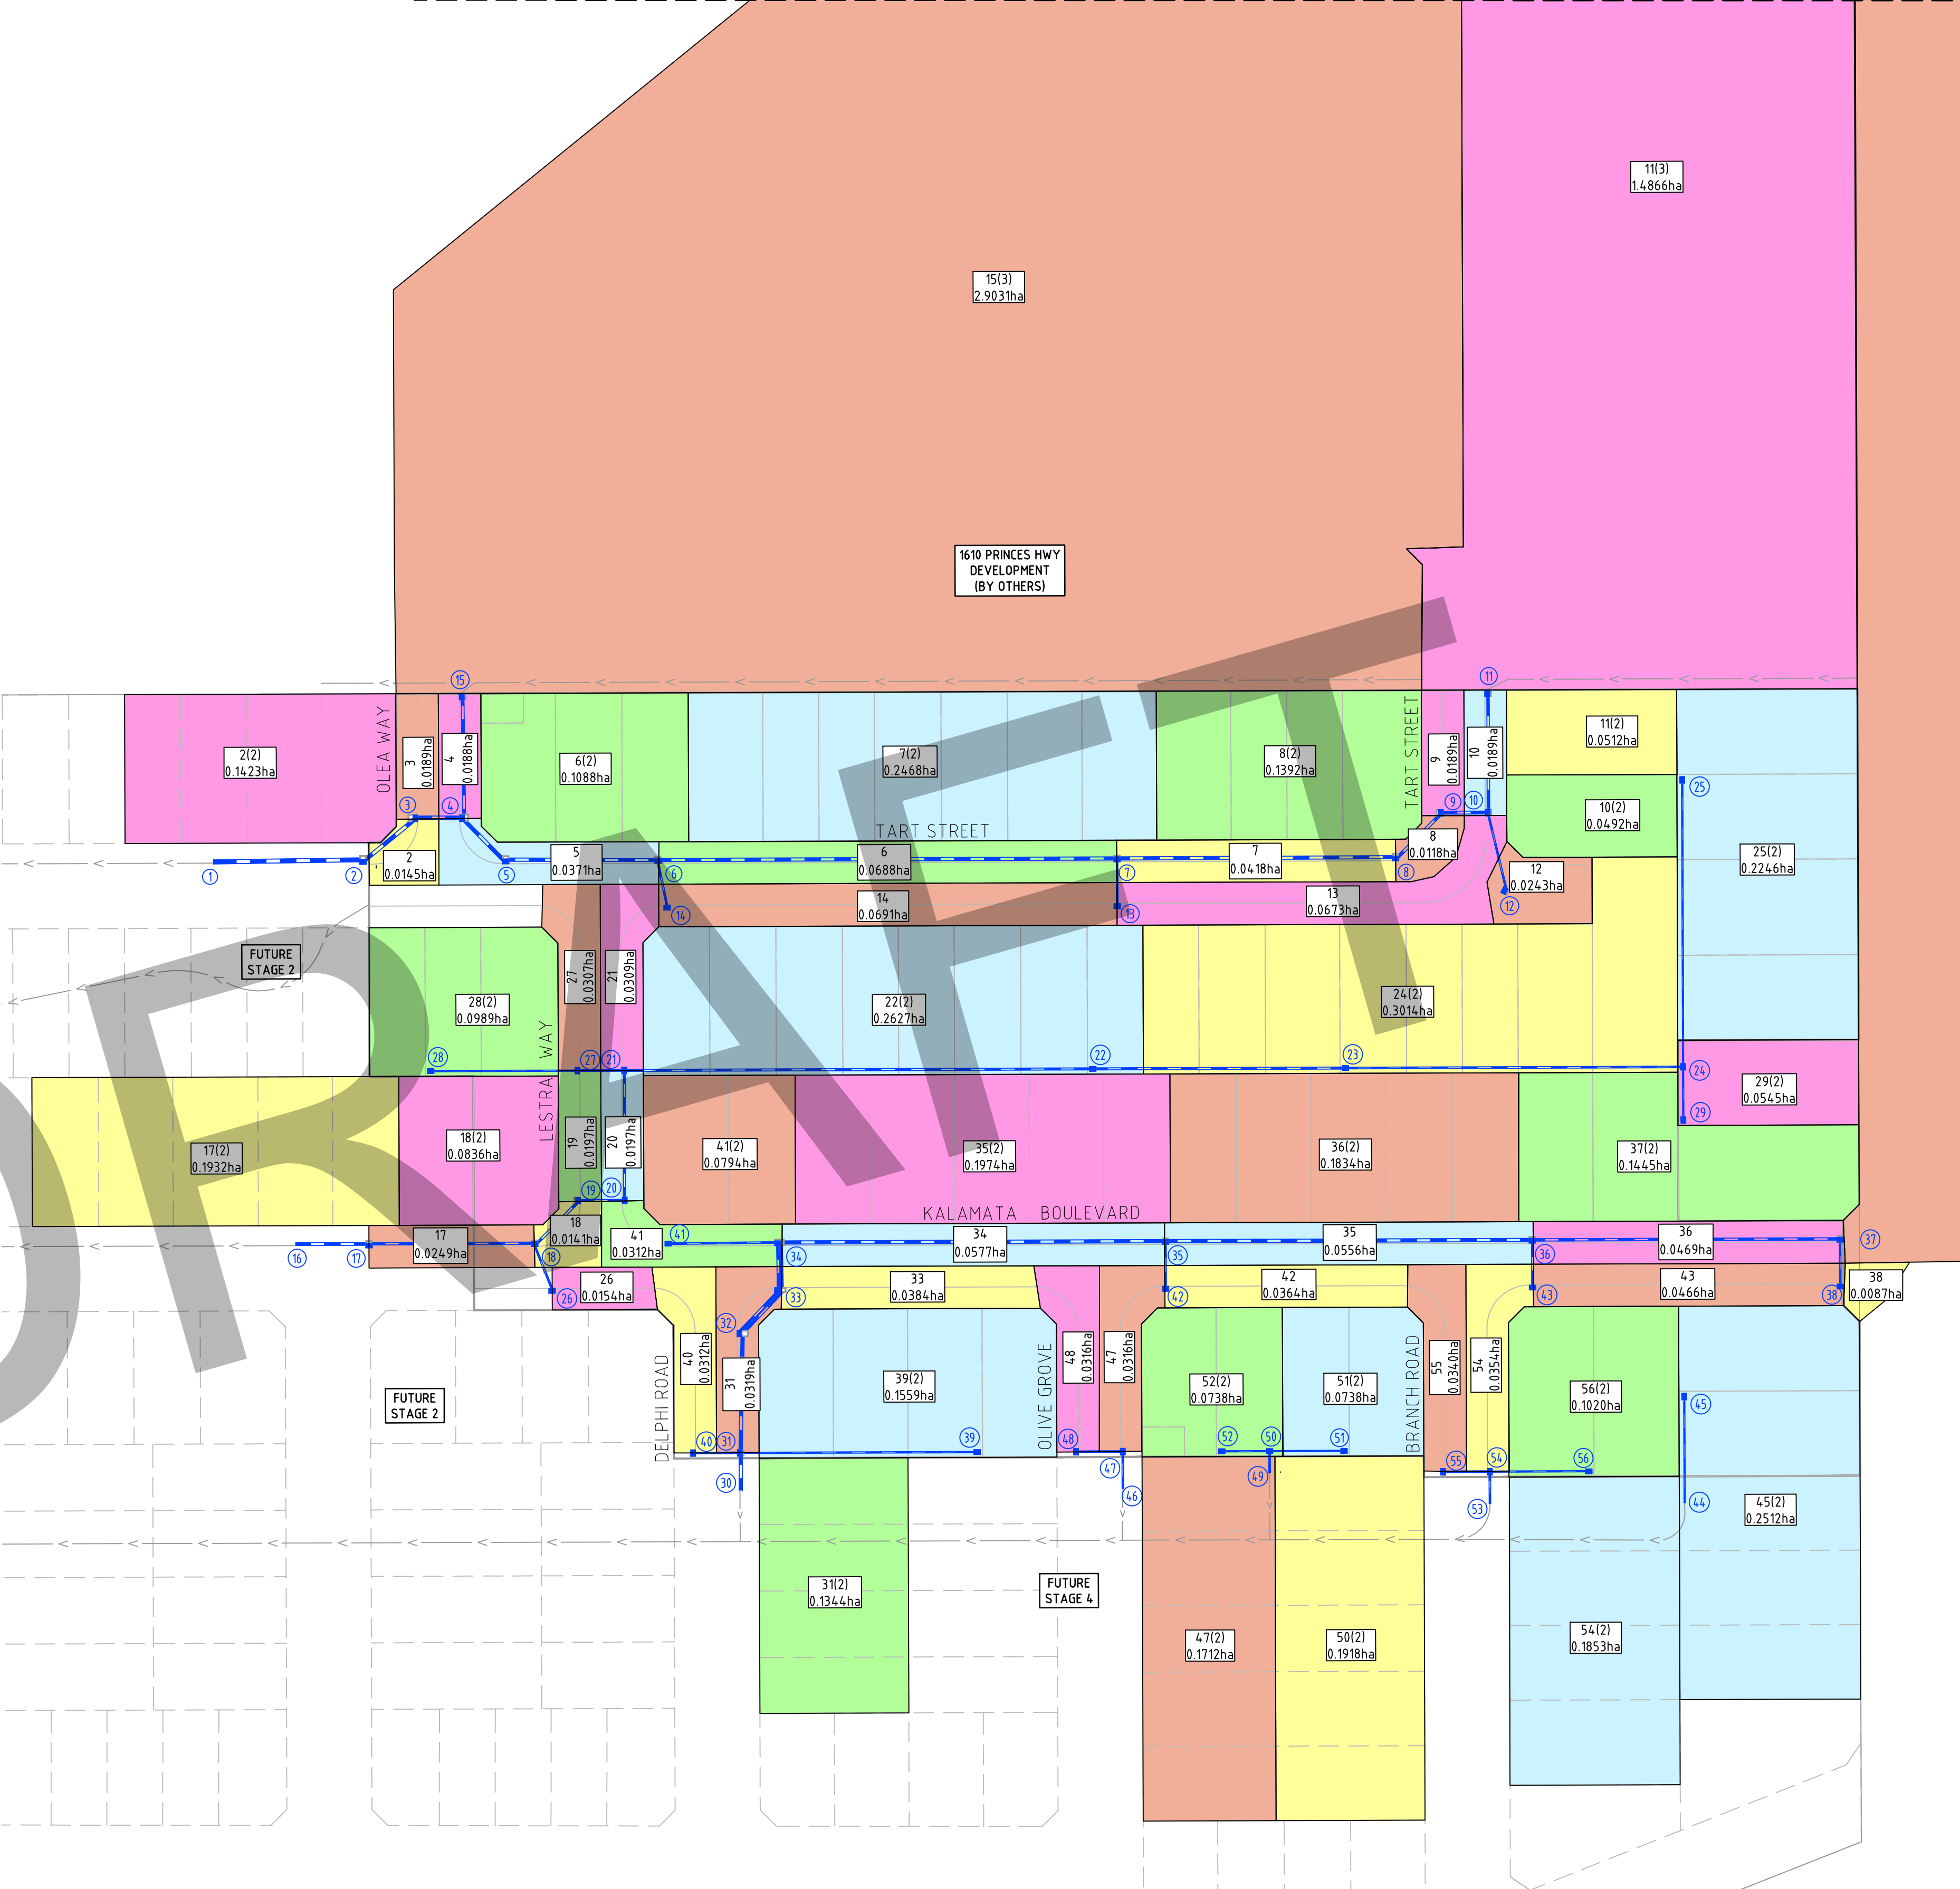 11(3)
1.4866ha
15(3)
2.9031ha
1610 PRINCES HWY
DEVELOPMENT
(BY OTHERS)
15
11
2(2)
0.1423ha
OLEA WAY
3
0.0189ha
4
0.0188ha
6(2)
0.1088ha
7(2)
0.2468ha
8(2)
0.1392ha
TART STREET
9
0.0189ha
10
0.0189ha
11(2)
0.0512ha
10(2)
0.0492ha
25
25(2)
0.2246ha
3
4
9
10
TART STREET
1
2
2
0.0145ha
5
5
0.0371ha
6
6
0.0688ha
7
7
0.0418ha
8
8
0.0118ha
12
0.0243ha
12
14
14
0.0691ha
13
13
0.0673ha
FUTURE
STAGE 2
27
0.0307ha
21
0.0309ha
28(2)
0.0989ha
22(2)
0.2627ha
24(2)
0.3014ha
LESTRA WAY
28
27
21
22
23
24
29(2)
0.0545ha
29
17(2)
0.1932ha
18(2)
0.0836ha
19
0.0197ha
20
0.0197ha
41(2)
0.0794ha
35(2)
0.1974ha
36(2)
0.1834ha
37(2)
0.1445ha
19
20
KALAMATA BOULEVARD
16
17
17
0.0249ha
18
0.0141ha
18
41
0.0312ha
41
34
34
0.0577ha
35
35
0.0556ha
36
36
0.0469ha
37
26
26
0.0154ha
33
33
0.0384ha
42
42
0.0364ha
43
43
0.0466ha
38
38
0.0087ha
32
DELPHI ROAD
40
0.0312ha
31
0.0319ha
39(2)
0.1559ha
OLIVE GROVE
48
0.0316ha
47
0.0316ha
52(2)
0.0738ha
51(2)
0.0738ha
BRANCH ROAD
55
0.0340ha
54
0.0354ha
56(2)
0.1020ha
45
FUTURE
STAGE 2
40
31
39
48
52
50
51
55
54
56
30
47
46
49
53
44
45(2)
0.2512ha
31(2)
0.1344ha
FUTURE
STAGE 4
47(2)
0.1712ha
50(2)
0.1918ha
54(2)
0.1853ha
DRAFT